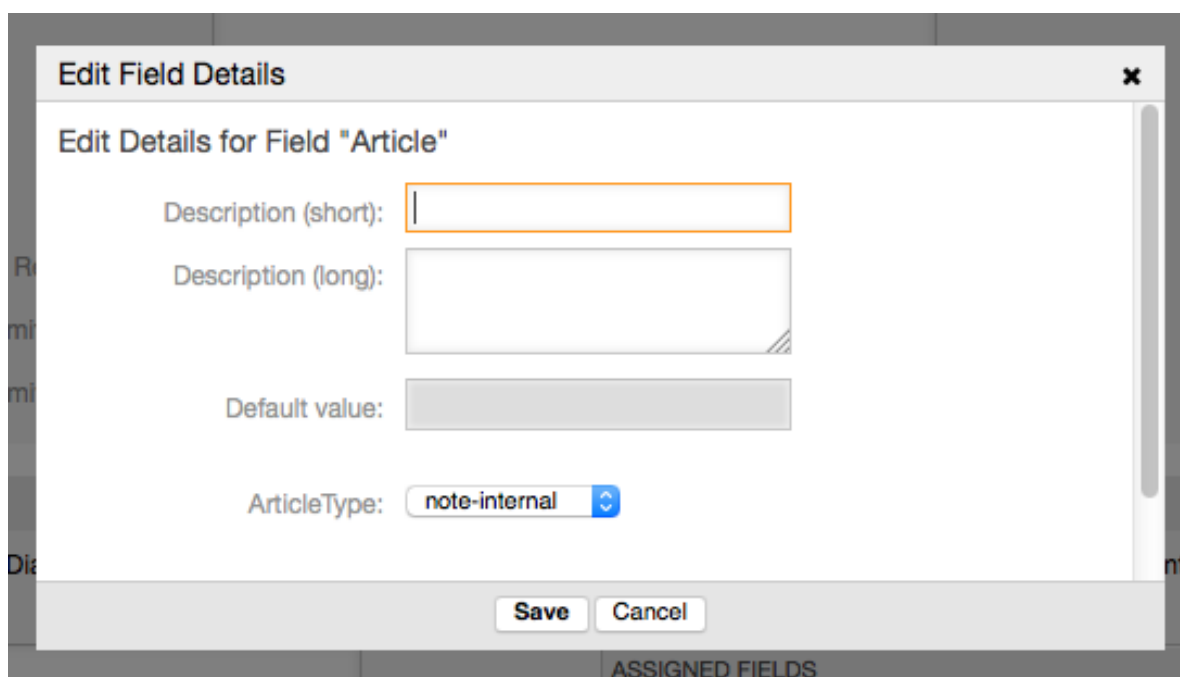 Edit Field Details
Edit Details for Field "Article"
Description (short):
Description (long):
Default value:
ArticleType: note-internal
Save Cancel
ASSIGNED FIELDS